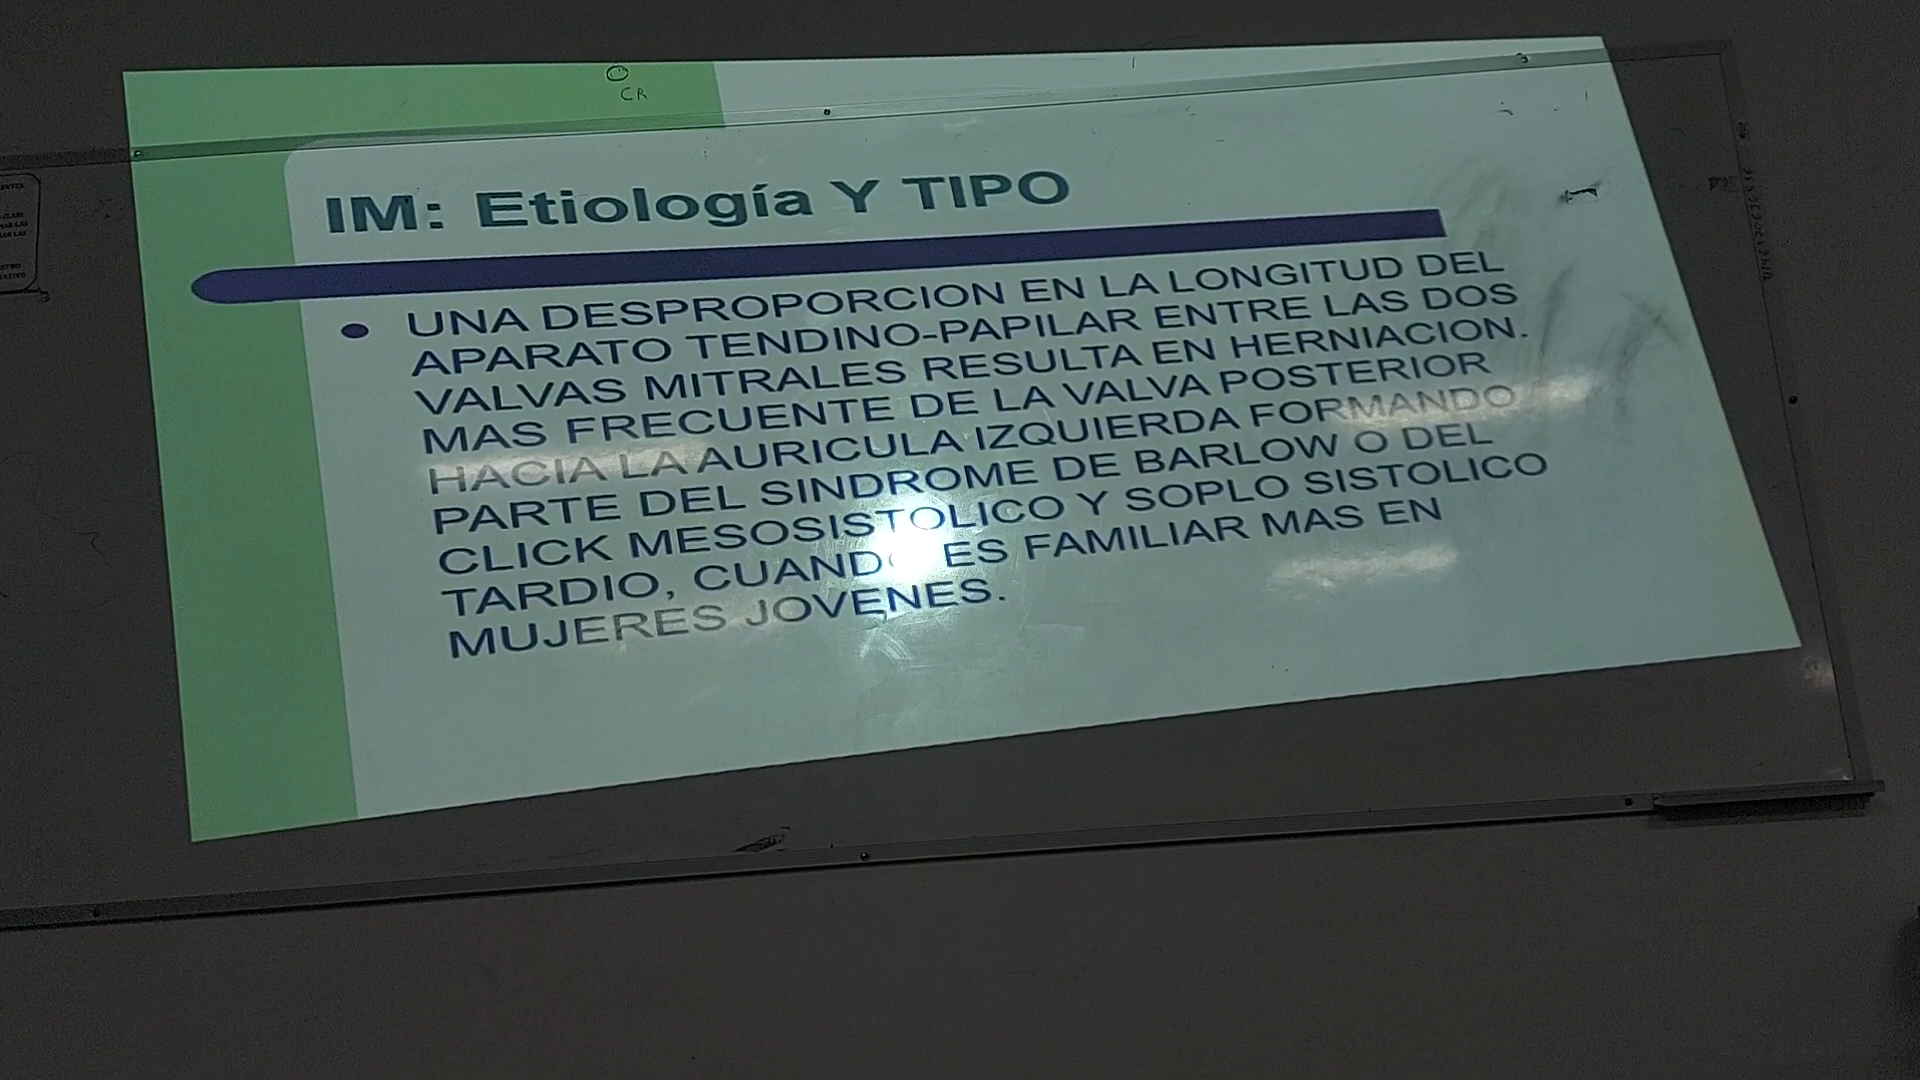 CR
IM: Etiología Y TIPO
UNA DESPROPORCION EN LA LONGITUD DEL
APARATO TENDINO-PAPILAR ENTRE LAS DOS
VALVAS MITRALES RESULTA EN HERNIACION.
MAS FRECUENTE DE LA VALVA POSTERIOR
HACIA LA AURICULA IZQUIERDA FORMANDO
PARTE DEL SINDROME DE BARLOW O DEL
CLICK MESOSISTOLICO Y SOPLO SISTOLICO
TARDIO, CUANDO ES FAMILIAR MAS EN
MUJERES JOVENES.